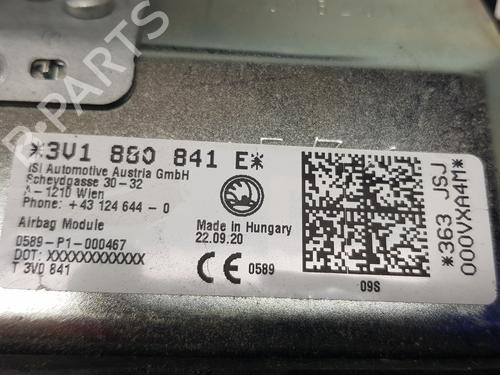 B-PARTS
*3V1 880 841 E*
iSi Automotive Austria GmbH
Scheydgasse 30-32
A-1210 Wien
Phone: +43 124 644-0
Airbag Module
0589-P1-000467
DOT: XXXXXXXXXXXXX
T 3V0 841
Made in Hungary
22.09.20
CE 0589
09S
*363 JSJ
000VXA4M*